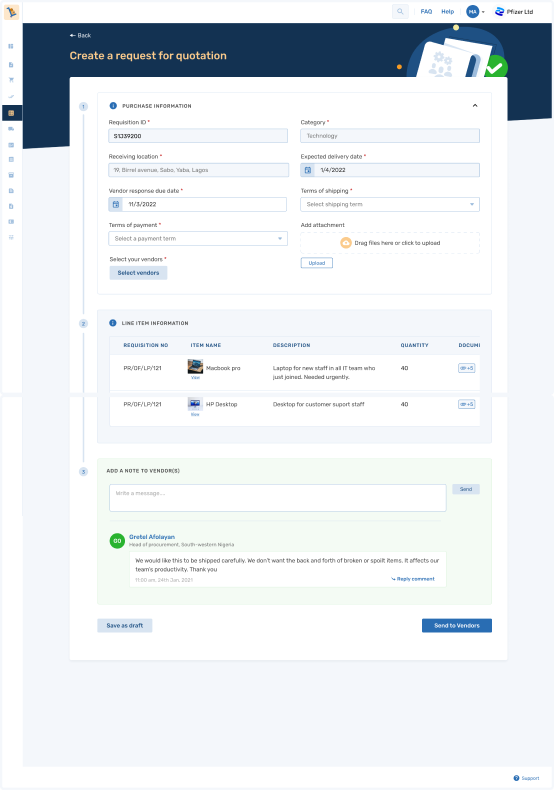 FAQ Help HA Pfizer Ltd
← Back
Create a request for quotation
1 PURCHASE INFORMATION
Requisition ID * Category *
S1J39200 Technology
Receiving location * Expected delivery date *
19, Birrel avenue, Sabo, Yaba, Lagos 1/4/2022
Vendor response due date * Terms of shipping *
11/3/2022 Select shipping term
Terms of payment * Add attachment
Select a payment term Drag files here or click to upload
Select your vendors * Upload
Select vendors
2 LINE ITEM INFORMATION
REQUISITION NO ITEM NAME DESCRIPTION QUANTITY DOCUM
PR/OF/LP/121 Macbook pro Laptop for new staff in all IT team who 40 +5
VIEW just joined. Needed urgently.
PR/OF/LP/121 HP Desktop Desktop for customer suport staff 40 +5
VIEW
3 ADD A NOTE TO VENDOR(S)
Write a message... Send
GO Gretel Afolayan
Head of procurement, South-western Nigeria
We would like this to be shipped carefully. We don't want the back and forth of broken or spoilt items. It affects our
team's productivity. Thank you
11:00 am, 24th Jan, 2021 Reply comment
Save as draft Send to Vendors
Support